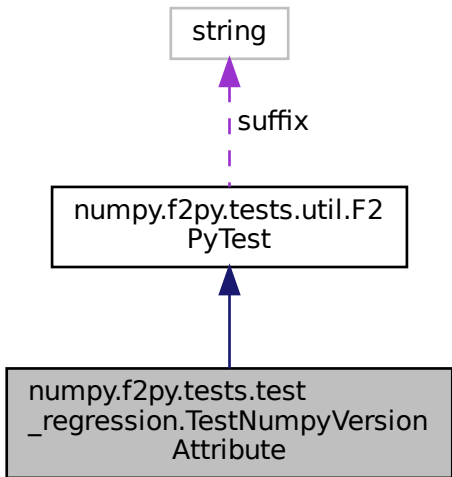 string
suffix
numpy.f2py.tests.util.F2
PyTest
numpy.f2py.tests.test
_regression.TestNumpyVersion
Attribute